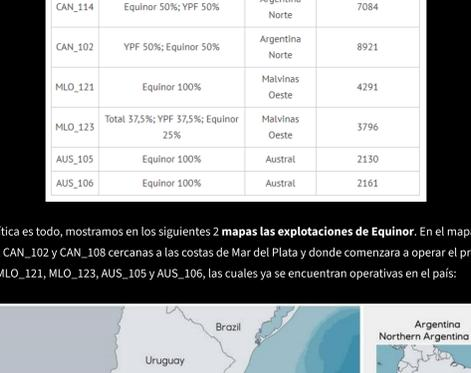 CAN_114 Equinor 50%; YPF 50% Argentina Norte 7084
CAN_102 YPF 50%; Equinor 50% Argentina Norte 8921
MLO_121 Equinor 100% Malvinas Oeste 4291
MLO_123 Total 37,5%; YPF 37,5%; Equinor 25% Malvinas Oeste 3796
AUS_105 Equinor 100% Austral 2130
AUS_106 Equinor 100% Austral 2161
ítica es todo, mostramos en los siguientes 2 mapas las explotaciones de Equinor. En el mapa
CAN_102 y CAN_108 cercanas a las costas de Mar del Plata y donde comenzara a operar el pr
MLO_121, MLO_123, AUS_105 y AUS_106, las cuales ya se encuentran operativas en el país:
Brazil
Uruguay
Argentina
Northern Argentina